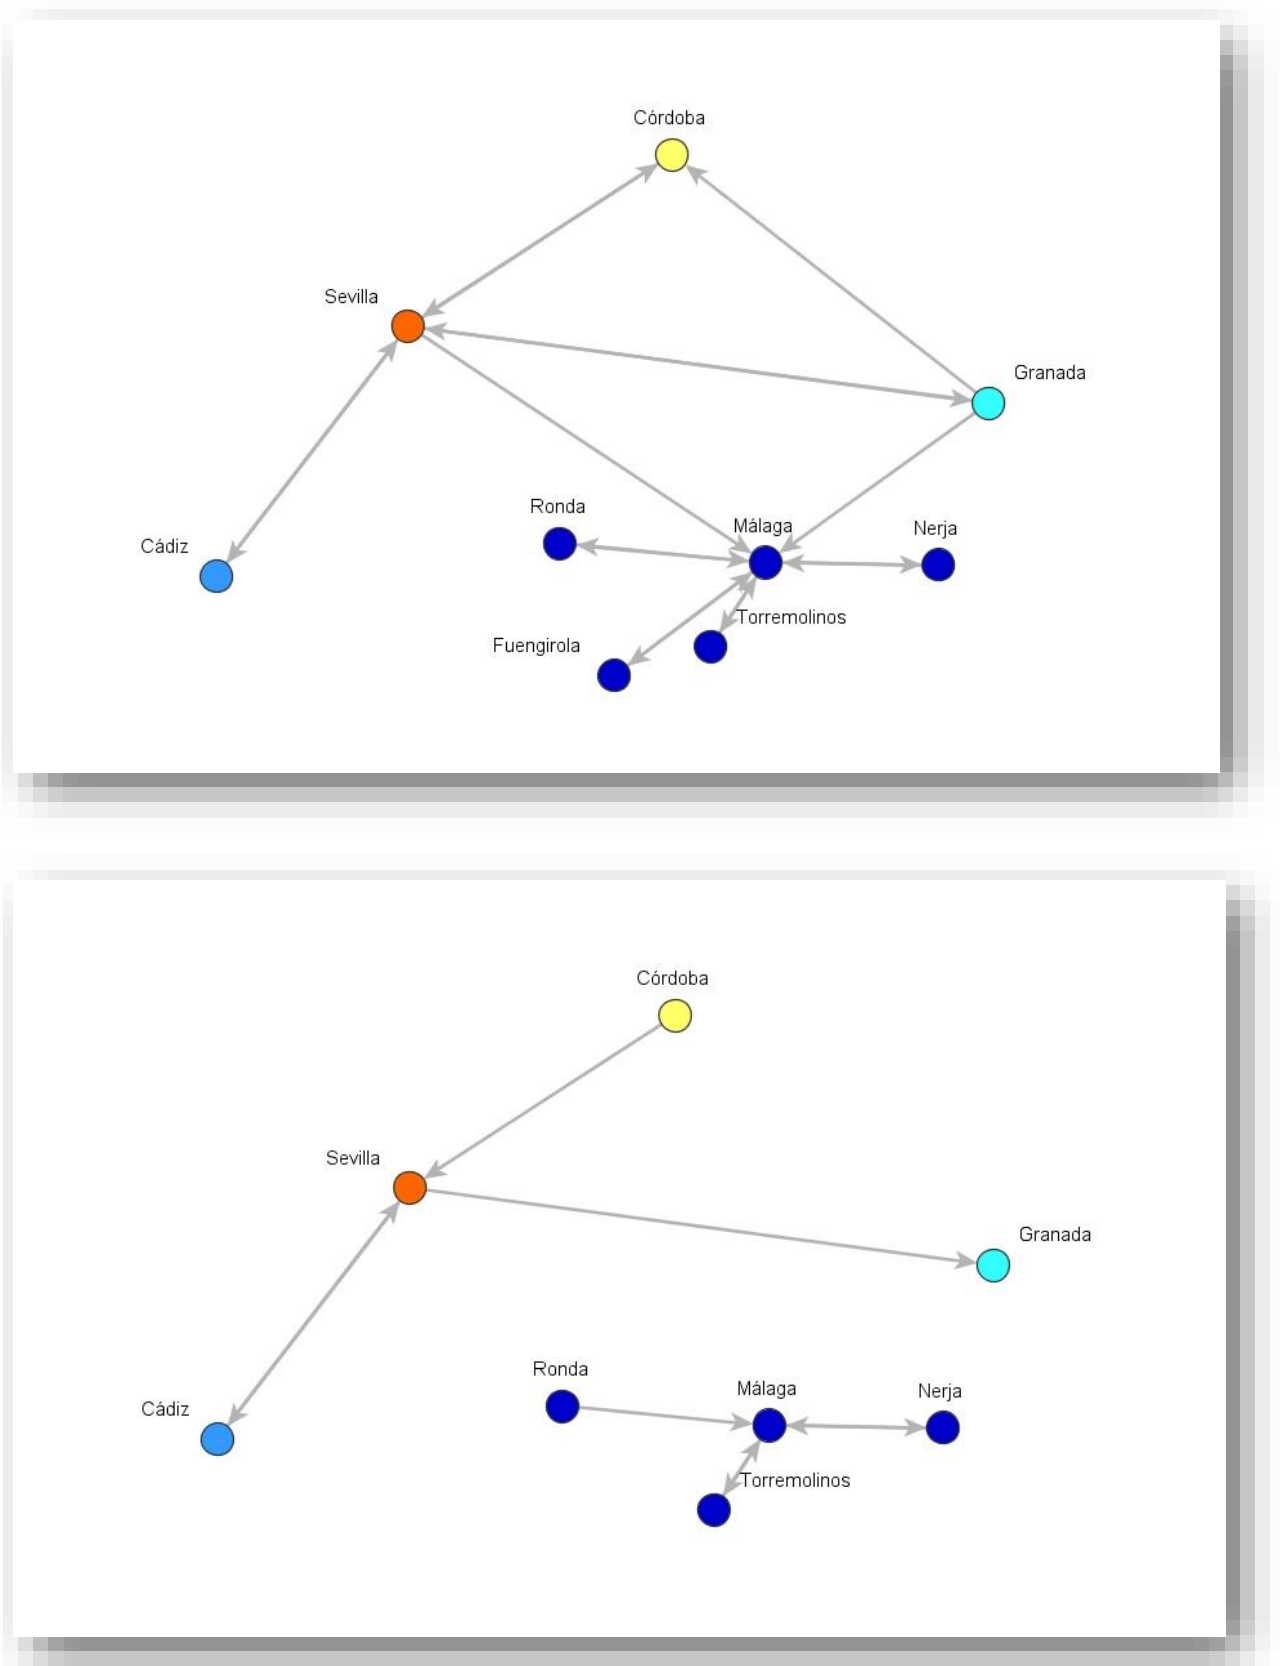 Córdoba
Sevilla
Granada
Ronda
Málaga
Nerja
Cádiz
Torremolinos
Fuengirola
Córdoba
Sevilla
Granada
Ronda
Málaga
Nerja
Cádiz
Torremolinos